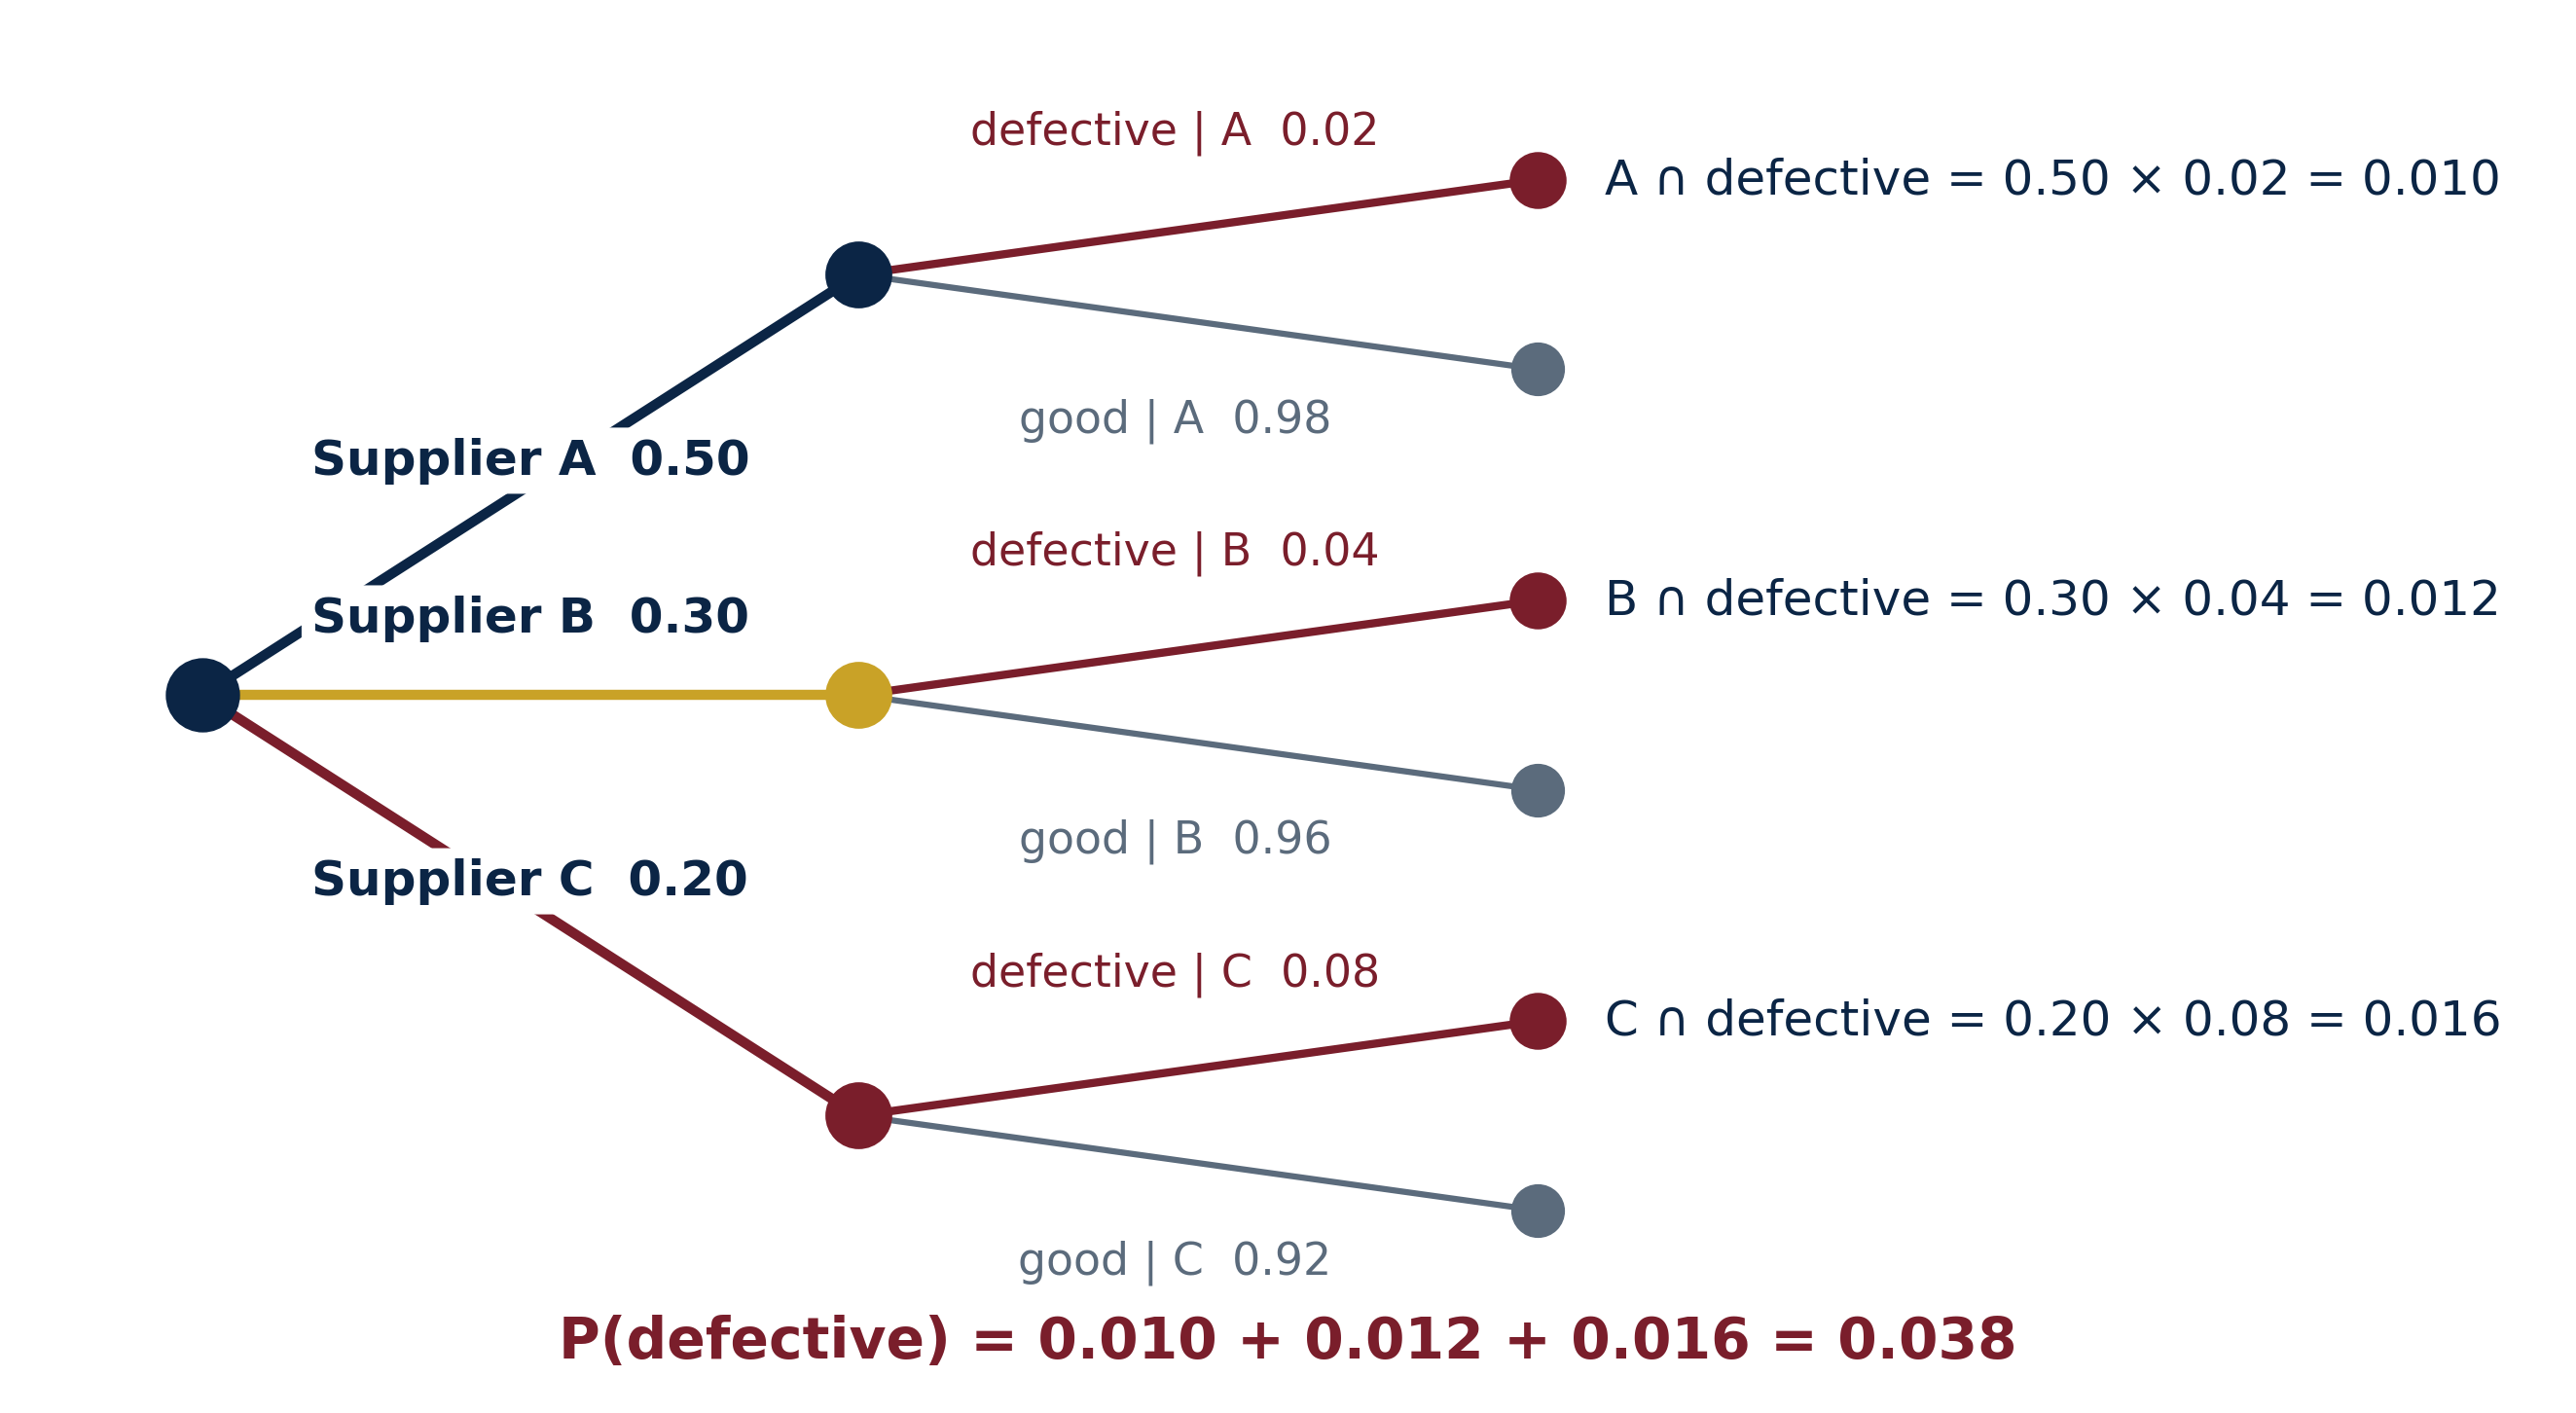 defective | A  0.02
A ∩ defective = 0.50 × 0.02 = 0.010
good | A  0.98
Supplier A  0.50
defective | B  0.04
B ∩ defective = 0.30 × 0.04 = 0.012
Supplier B  0.30
good | B  0.96
Supplier C  0.20
defective | C  0.08
C ∩ defective = 0.20 × 0.08 = 0.016
good | C  0.92
P(defective) = 0.010 + 0.012 + 0.016 = 0.038